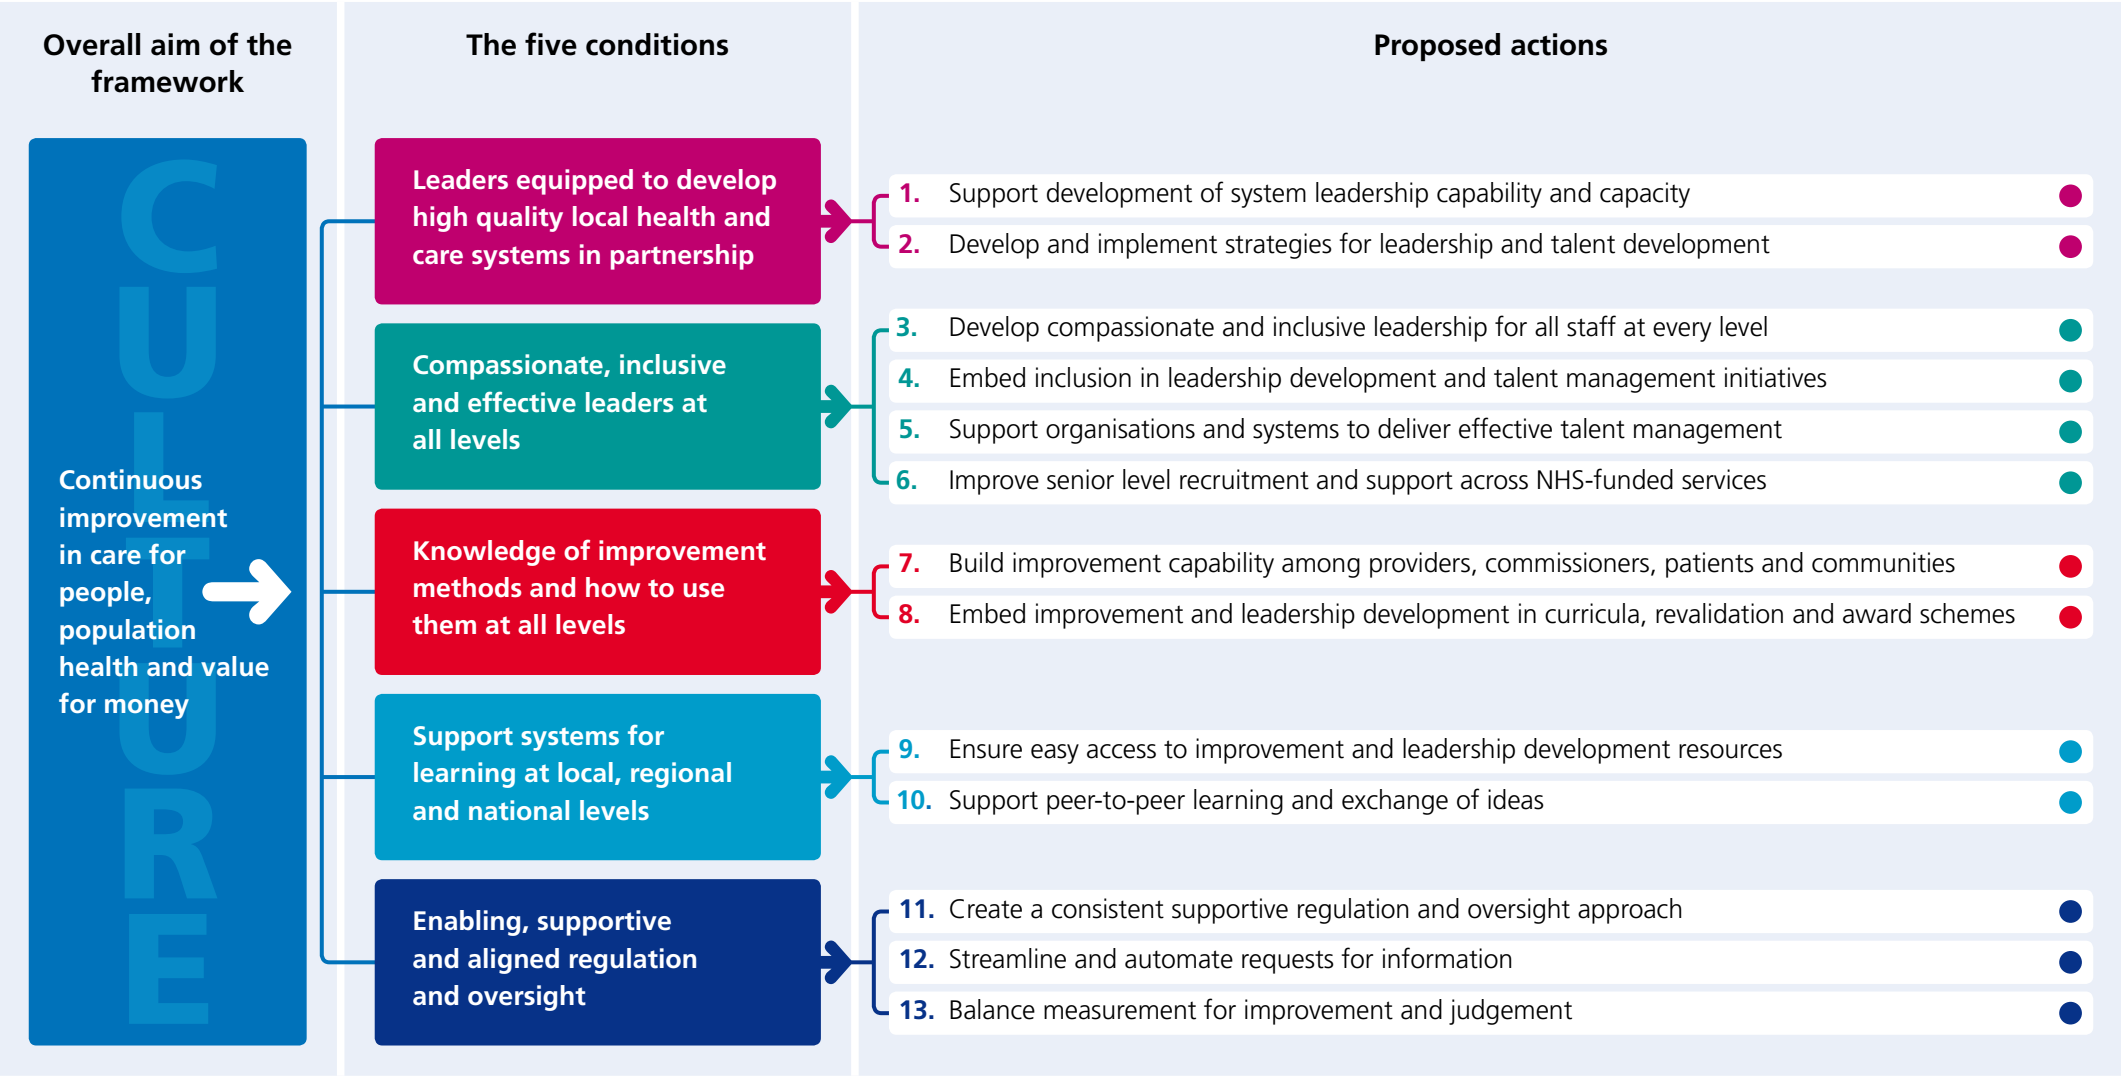 Overall aim of the
framework
The five conditions
Proposed actions
CULTURE
Continuous
improvement
in care for
people,
population
health and value
for money
Leaders equipped to develop
high quality local health and
care systems in partnership
1. Support development of system leadership capability and capacity
2. Develop and implement strategies for leadership and talent development
Compassionate, inclusive
and effective leaders at
all levels
3. Develop compassionate and inclusive leadership for all staff at every level
4. Embed inclusion in leadership development and talent management initiatives
5. Support organisations and systems to deliver effective talent management
6. Improve senior level recruitment and support across NHS-funded services
Knowledge of improvement
methods and how to use
them at all levels
7. Build improvement capability among providers, commissioners, patients and communities
8. Embed improvement and leadership development in curricula, revalidation and award schemes
Support systems for
learning at local, regional
and national levels
9. Ensure easy access to improvement and leadership development resources
10. Support peer-to-peer learning and exchange of ideas
Enabling, supportive
and aligned regulation
and oversight
11. Create a consistent supportive regulation and oversight approach
12. Streamline and automate requests for information
13. Balance measurement for improvement and judgement